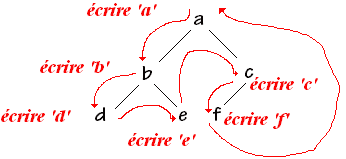 écrire 'a'
a
écrire 'b'
b
c
écrire 'c'
écrire 'd'
d
e
f
écrire 'f'
écrire 'e'